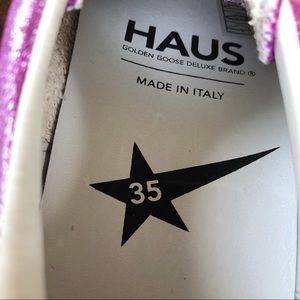 HAUS
GOLDEN GOOSE DELUXE BRAND ®
MADE IN ITALY
35